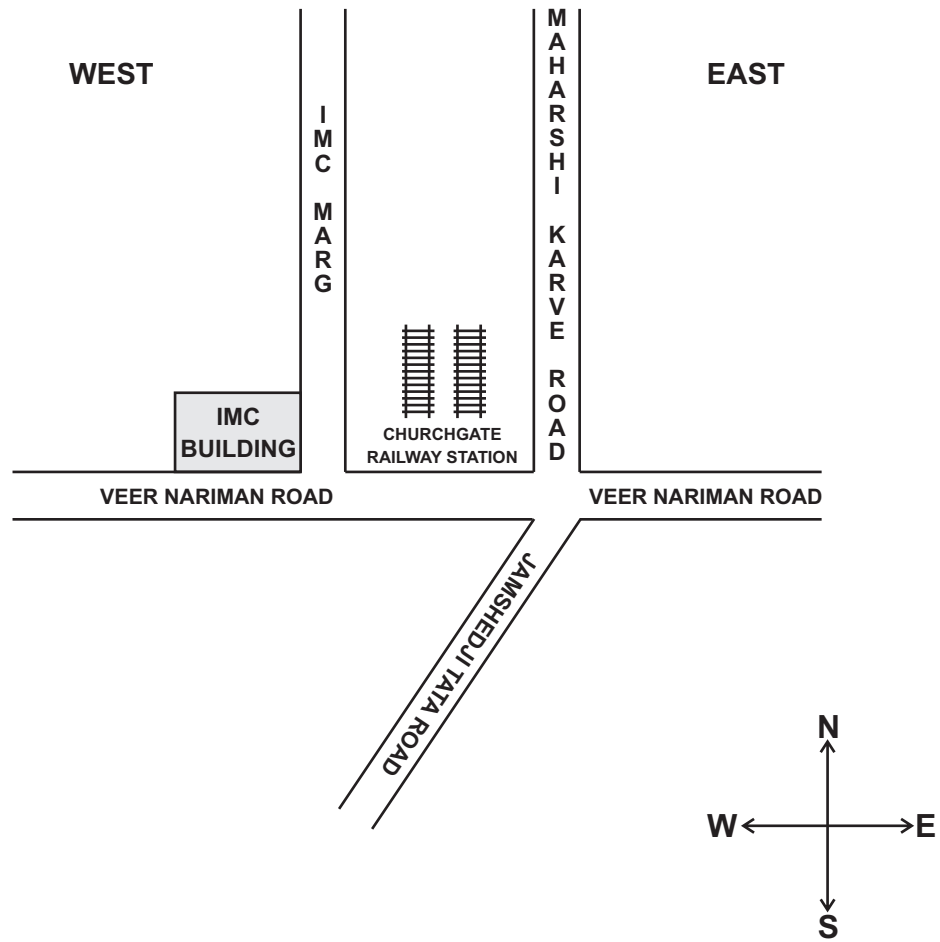 WEST
EAST
IMC MARG
MAHARSHI KARVE ROAD
IMC
BUILDING
CHURCHGATE
RAILWAY STATION
VEER NARIMAN ROAD
VEER NARIMAN ROAD
JAMSHEDJI TATA ROAD
N
W
E
S